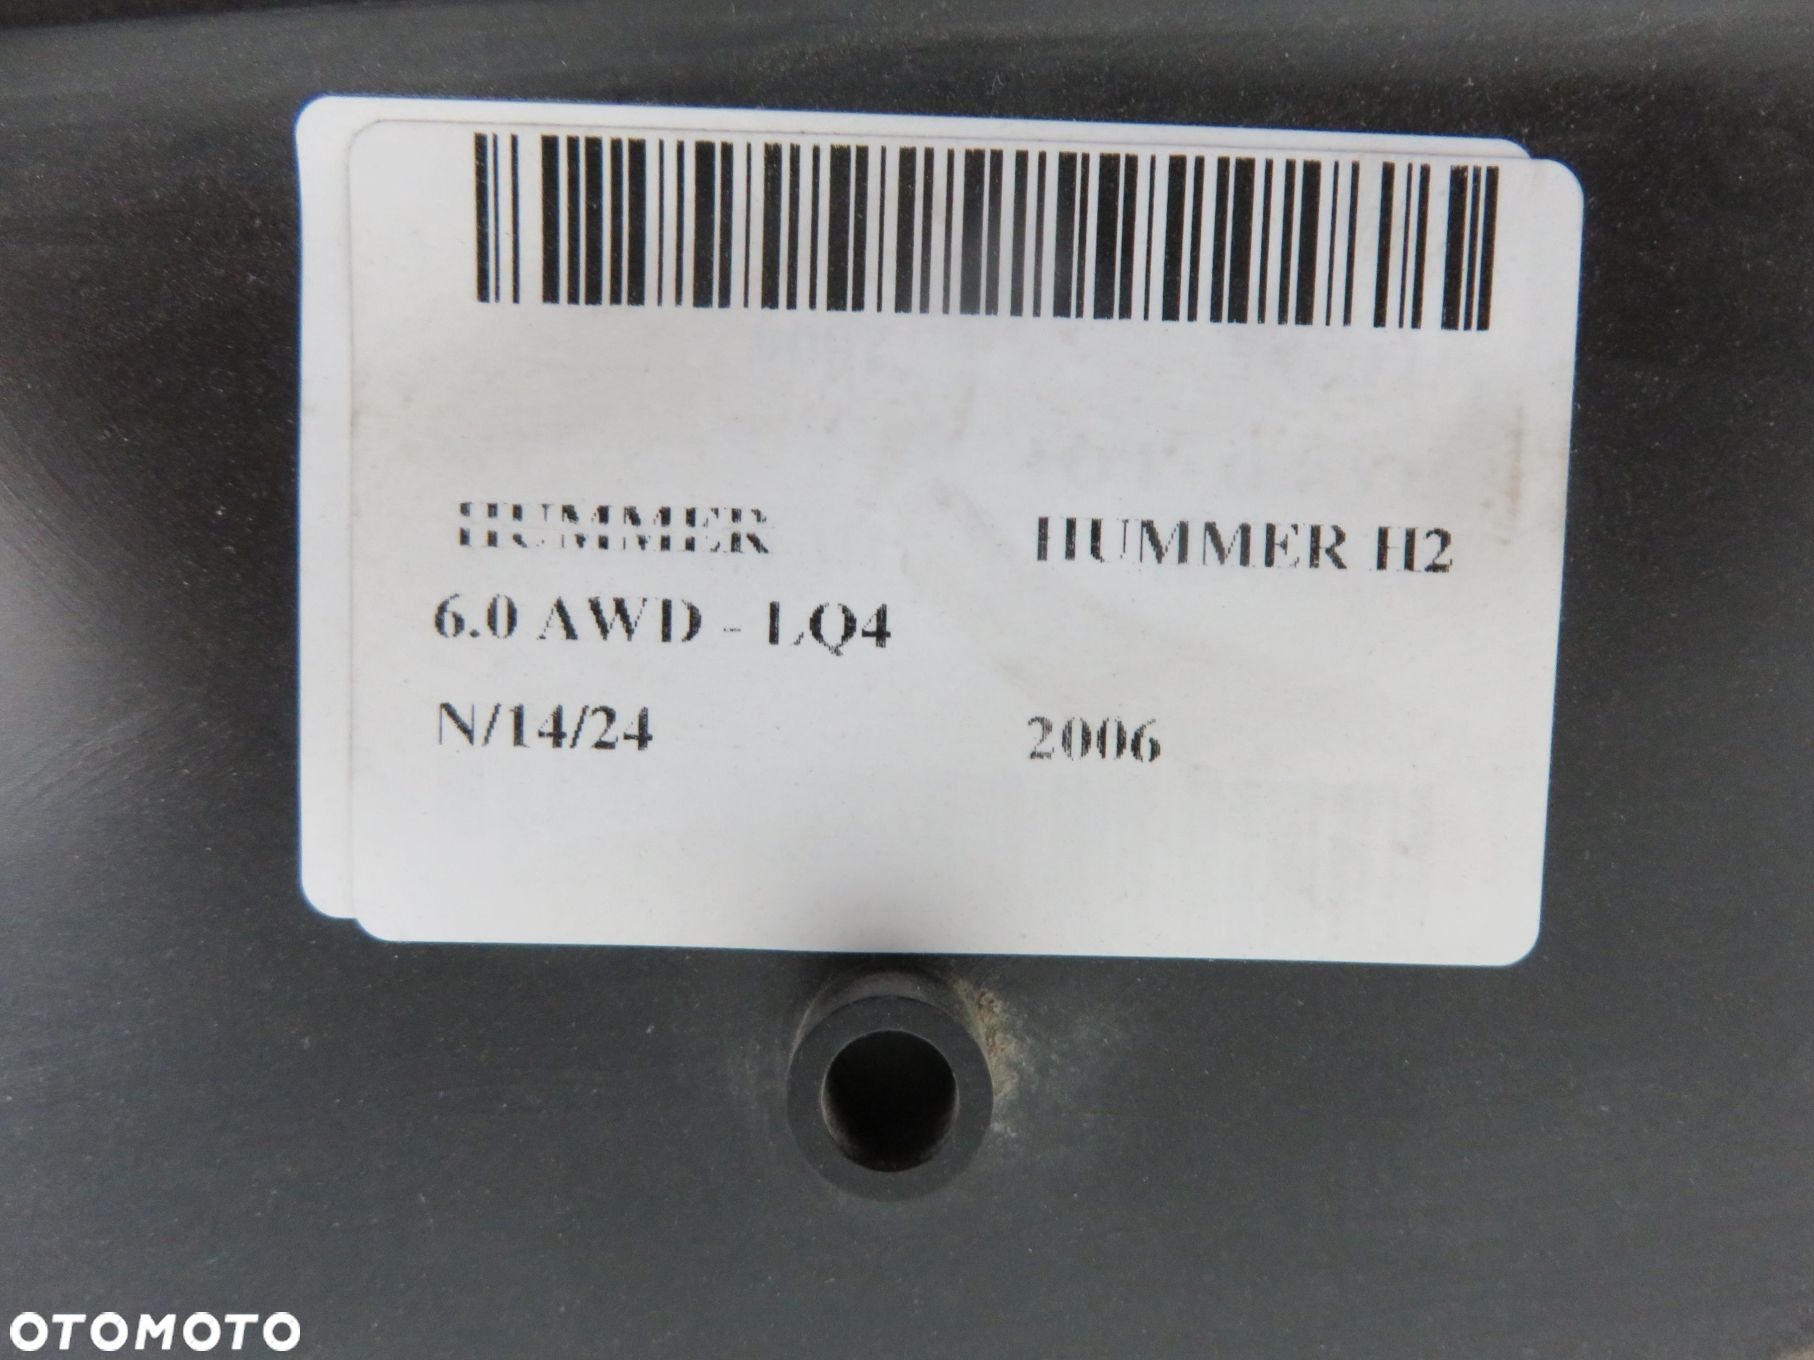 HUMMER HUMMER H2
6.0 AWD - LQ4
N/14/24 2006
OTOMOTO